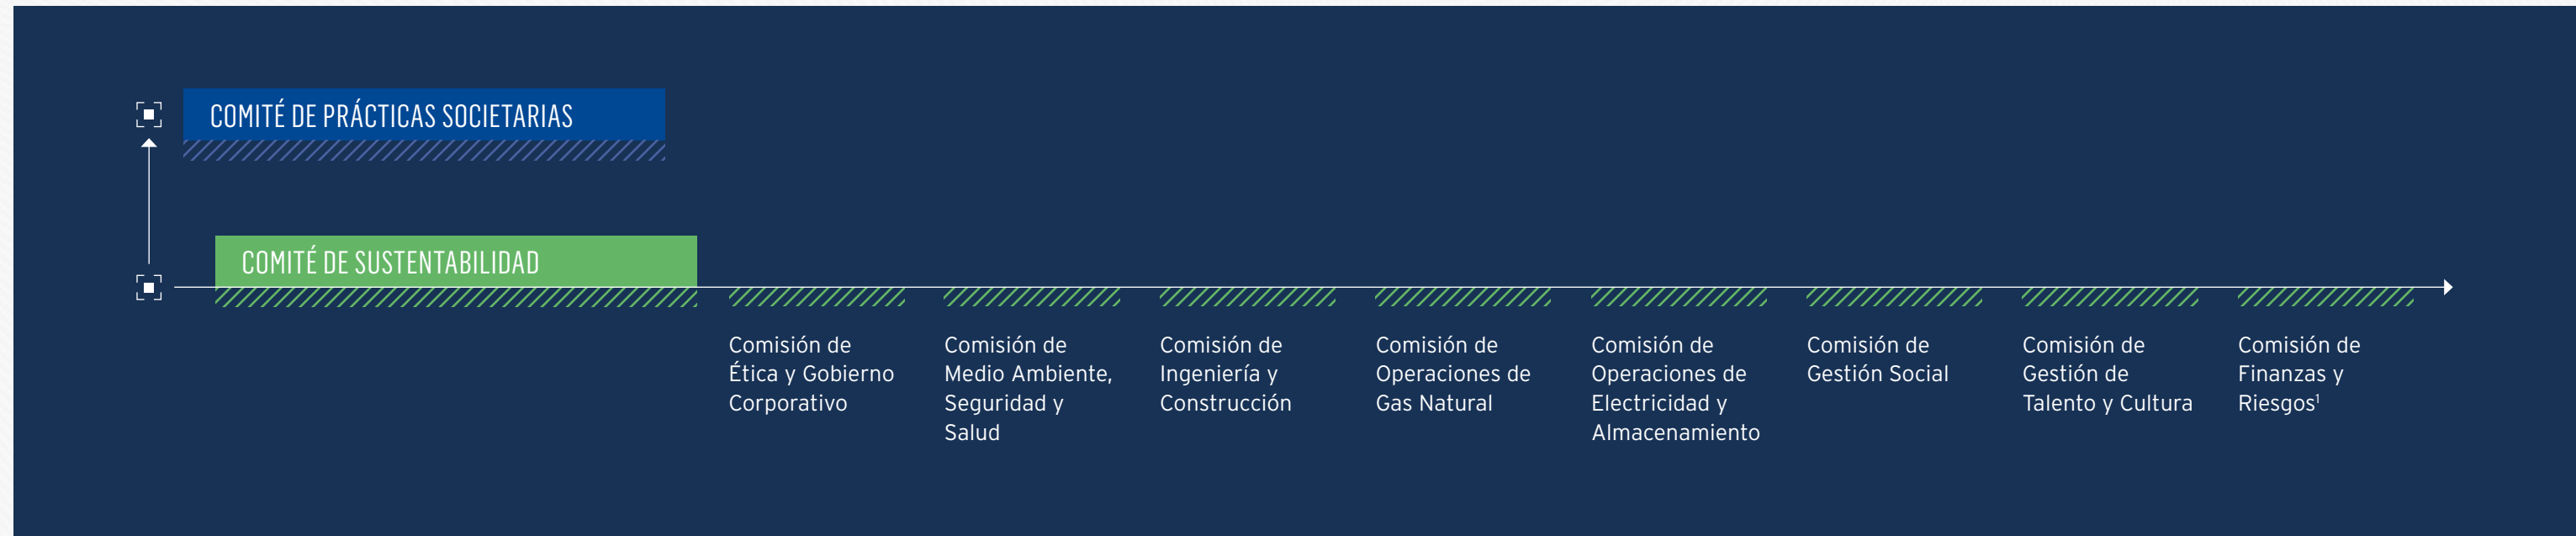 COMITÉ DE PRÁCTICAS SOCIETARIAS
COMITÉ DE SUSTENTABILIDAD
Comisión de
Ética y Gobierno
Corporativo
Comisión de
Medio Ambiente,
Seguridad y
Salud
Comisión de
Ingeniería y
Construcción
Comisión de
Operaciones de
Gas Natural
Comisión de
Operaciones de
Electricidad y
Almacenamiento
Comisión de
Gestión Social
Comisión de
Gestión de
Talento y Cultura
Comisión de
Finanzas y
Riesgos¹